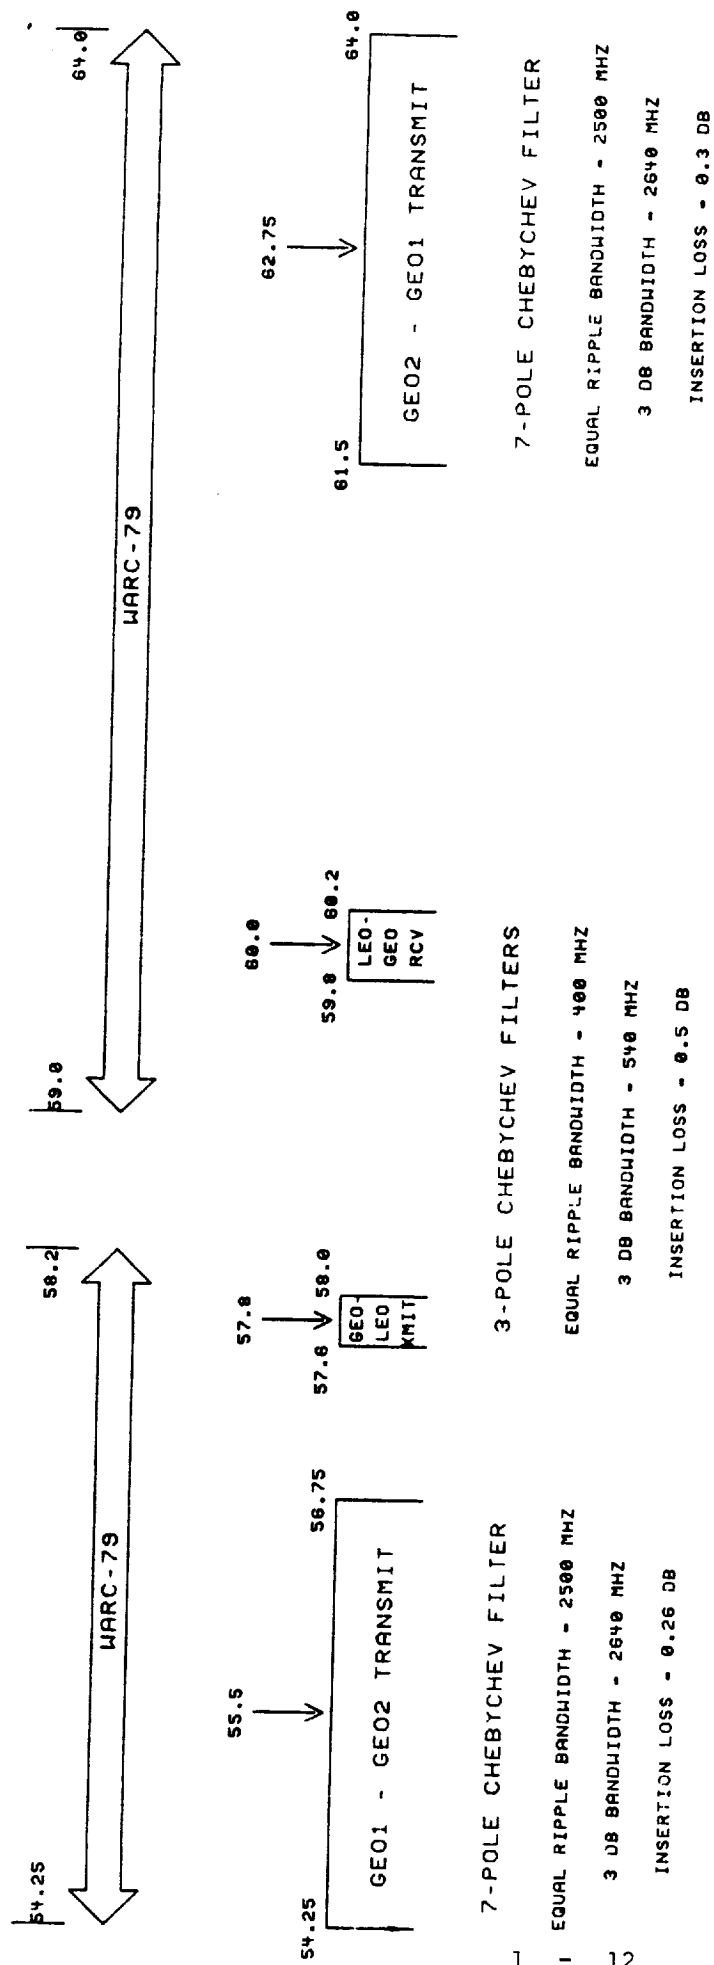 54.25
58.2
59.0
64.0
WARC-79
WARC-79
55.5
57.8
60.0
62.75
54.25
56.75
57.6
58.0
59.8
60.2
61.5
64.0
GEO1 - GEO2 TRANSMIT
GEO-
LEO
XMIT
LEO-
GEO
RCV
GEO2 - GEO1 TRANSMIT
7-POLE CHEBYCHEV FILTER
EQUAL RIPPLE BANDWIDTH - 2500 MHZ
3 DB BANDWIDTH - 2640 MHZ
INSERTION LOSS - 0.26 DB
3-POLE CHEBYCHEV FILTERS
EQUAL RIPPLE BANDWIDTH - 400 MHZ
3 DB BANDWIDTH - 540 MHZ
INSERTION LOSS - 0.5 DB
7-POLE CHEBYCHEV FILTER
EQUAL RIPPLE BANDWIDTH - 2500 MHZ
3 DB BANDWIDTH - 2640 MHZ
INSERTION LOSS - 0.3 DB
1 - 12